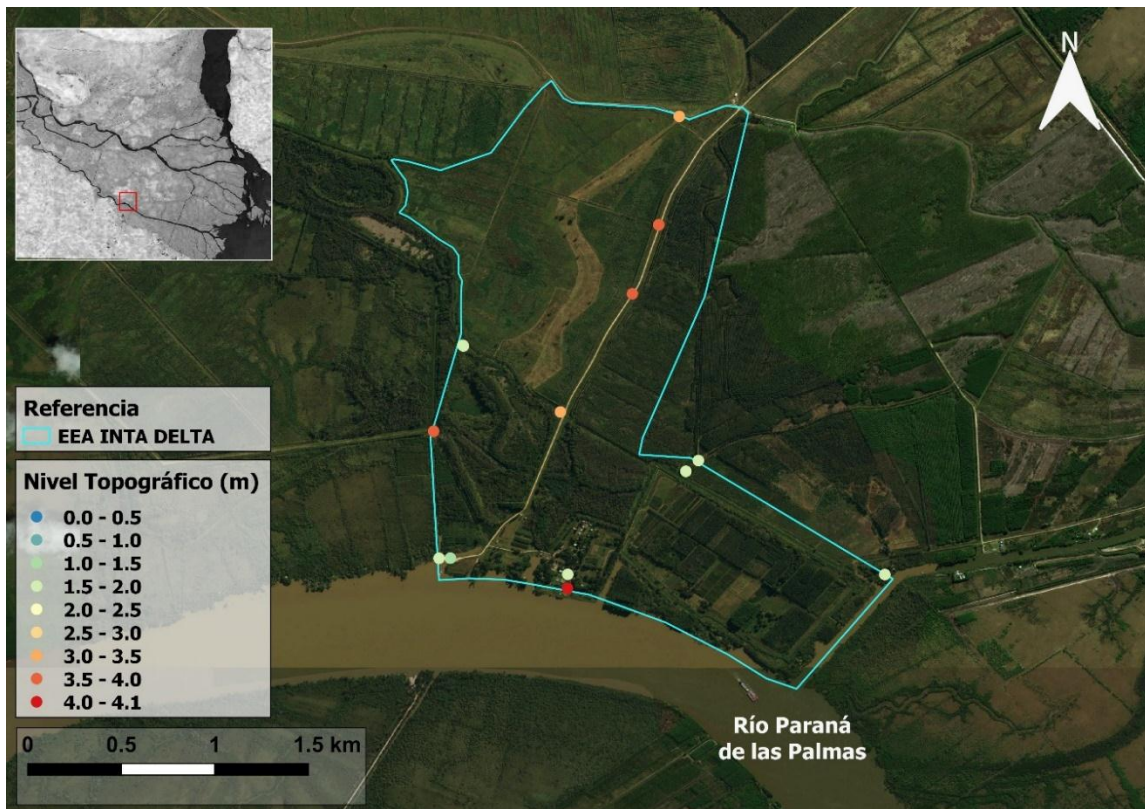 N
Referencia
EEA INTA DELTA
Nivel Topográfico (m)
0.0 - 0.5
0.5 - 1.0
1.0 - 1.5
1.5 - 2.0
2.0 - 2.5
2.5 - 3.0
3.0 - 3.5
3.5 - 4.0
4.0 - 4.1
0 0.5 1 1.5 km
Río Paraná
de las Palmas